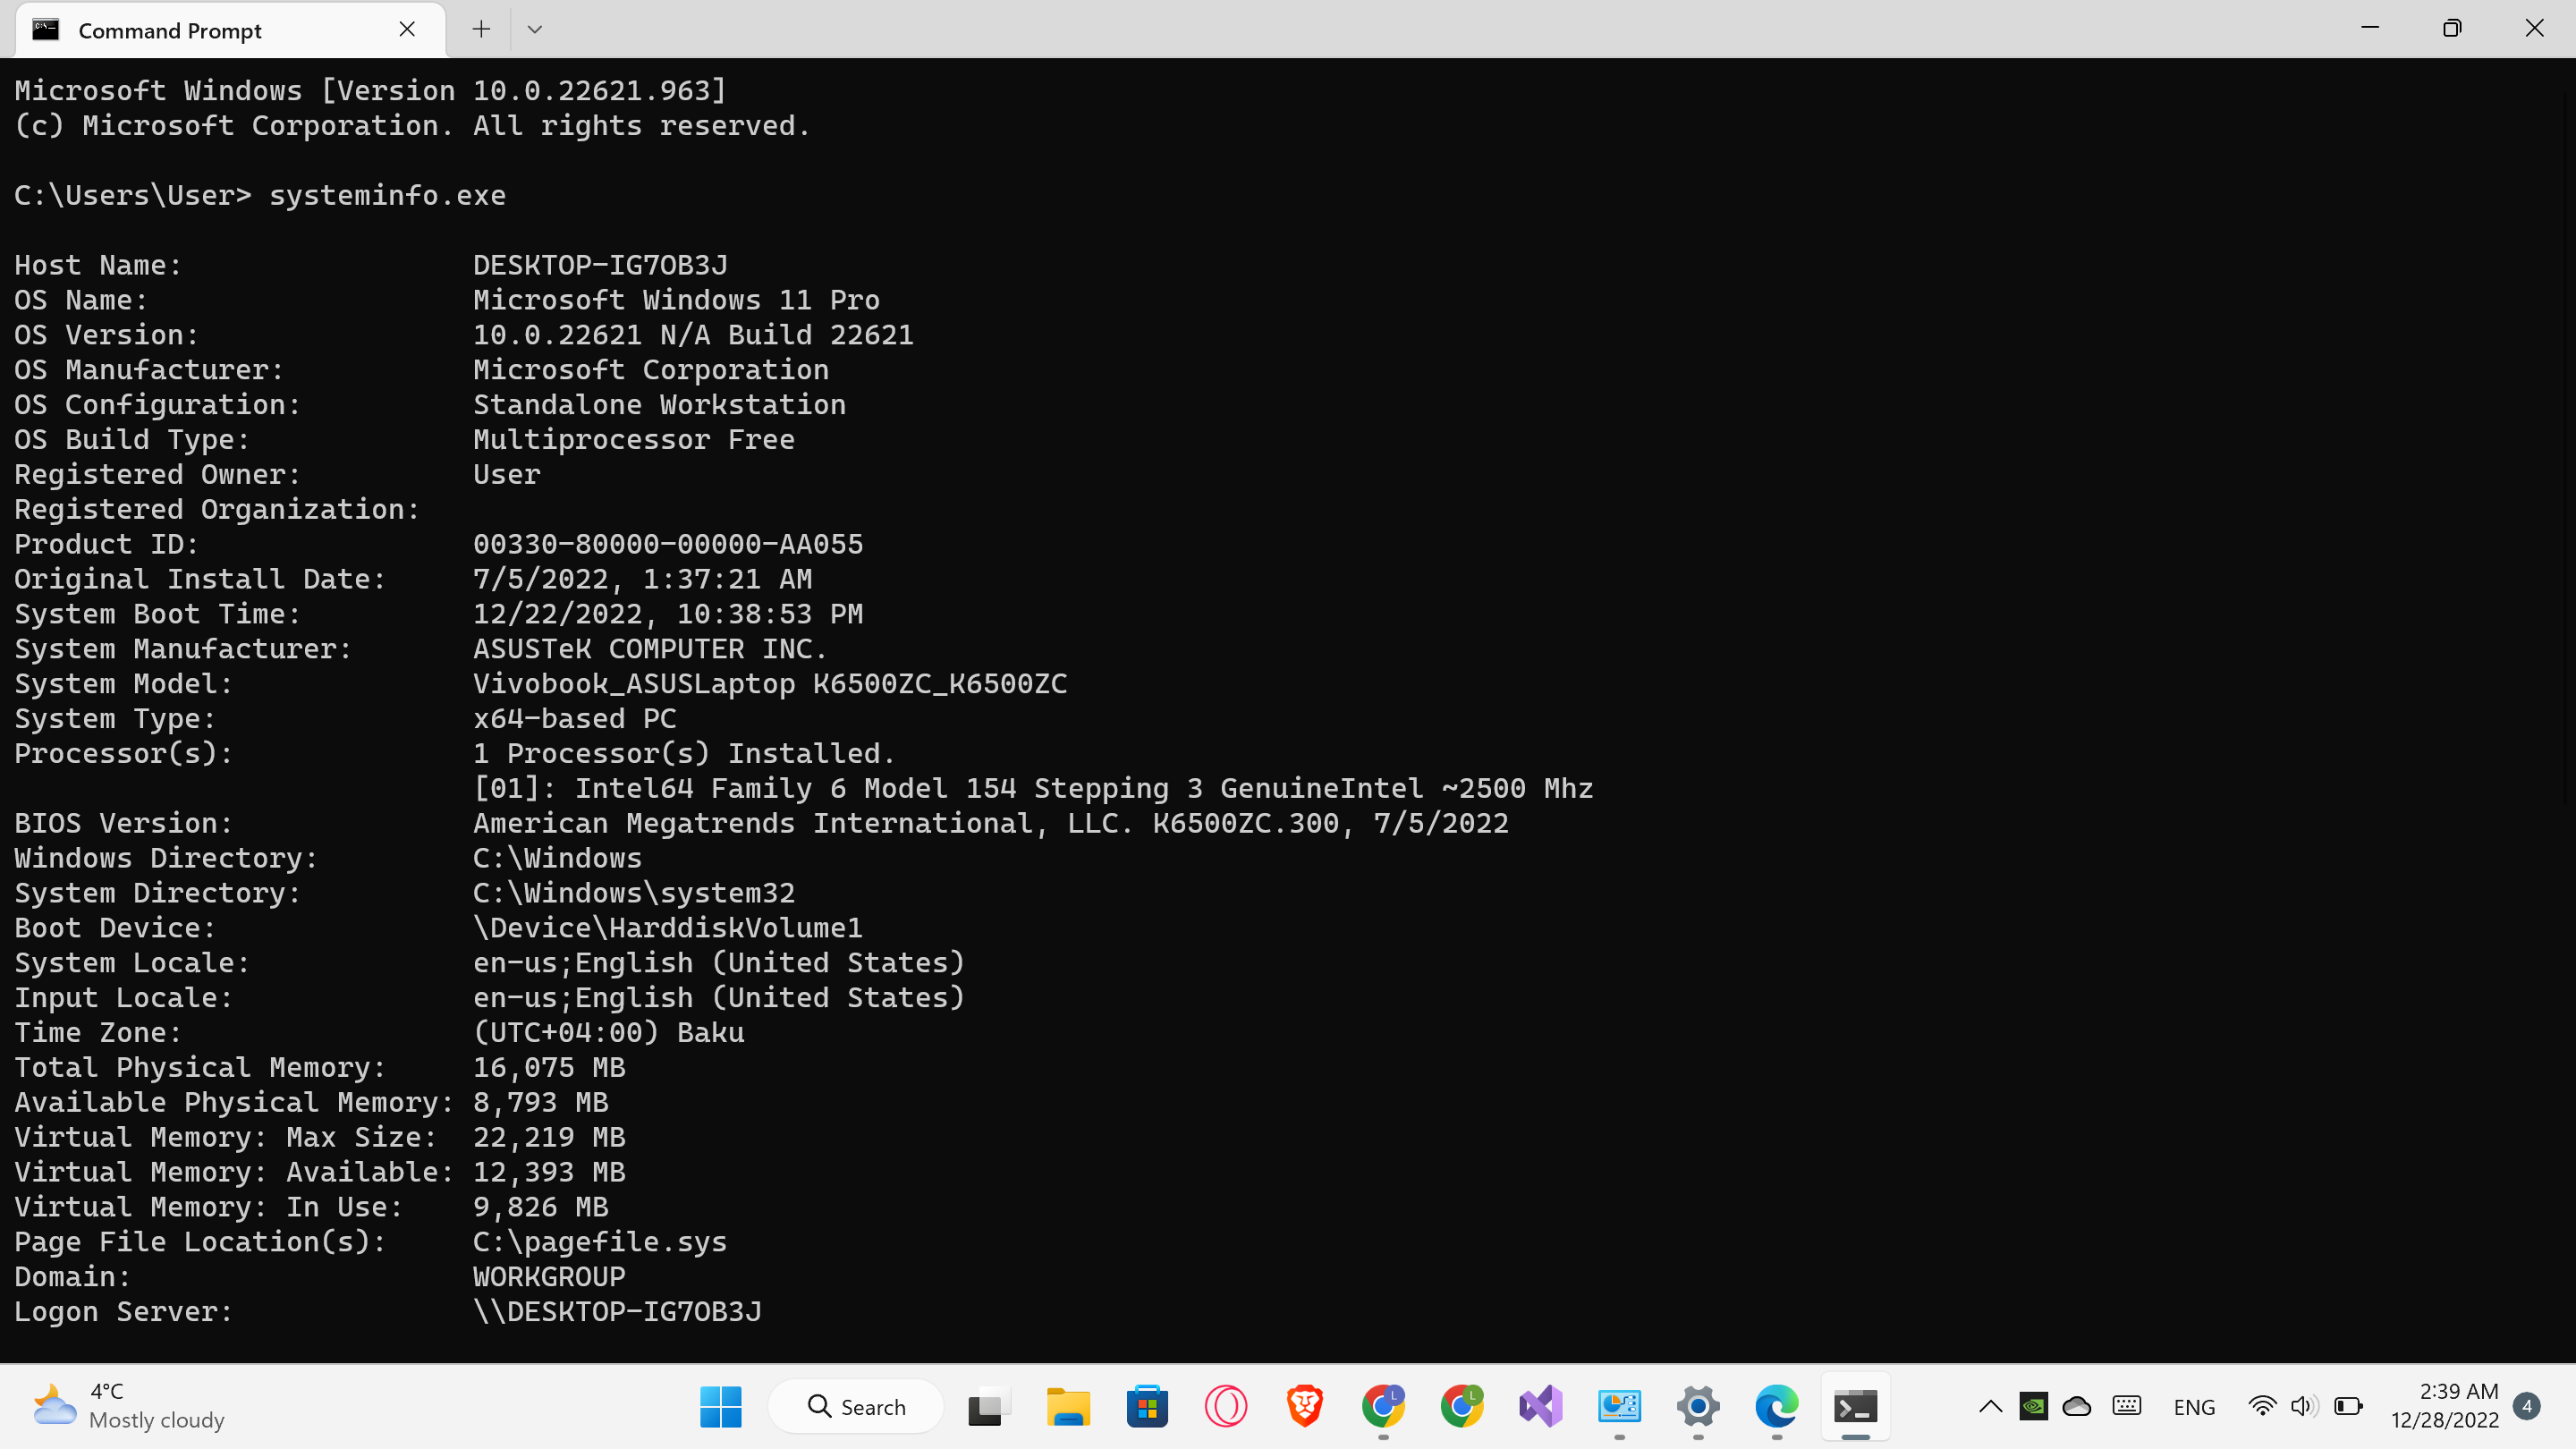 Command Prompt
Microsoft Windows [Version 10.0.22621.963]
(c) Microsoft Corporation. All rights reserved.
C:\Users\User> systeminfo.exe
Host Name: DESKTOP-IG7OB3J
OS Name: Microsoft Windows 11 Pro
OS Version: 10.0.22621 N/A Build 22621
OS Manufacturer: Microsoft Corporation
OS Configuration: Standalone Workstation
OS Build Type: Multiprocessor Free
Registered Owner: User
Registered Organization:
Product ID: 00330-80000-00000-AA055
Original Install Date: 7/5/2022, 1:37:21 AM
System Boot Time: 12/22/2022, 10:38:53 PM
System Manufacturer: ASUSTeK COMPUTER INC.
System Model: Vivobook_ASUSLaptop K6500ZC_K6500ZC
System Type: x64-based PC
Processor(s): 1 Processor(s) Installed.
[01]: Intel64 Family 6 Model 154 Stepping 3 GenuineIntel ~2500 Mhz
BIOS Version: American Megatrends International, LLC. K6500ZC.300, 7/5/2022
Windows Directory: C:\Windows
System Directory: C:\Windows\system32
Boot Device: \Device\HarddiskVolume1
System Locale: en-us;English (United States)
Input Locale: en-us;English (United States)
Time Zone: (UTC+04:00) Baku
Total Physical Memory: 16,075 MB
Available Physical Memory: 8,793 MB
Virtual Memory: Max Size: 22,219 MB
Virtual Memory: Available: 12,393 MB
Virtual Memory: In Use: 9,826 MB
Page File Location(s): C:\pagefile.sys
Domain: WORKGROUP
Logon Server: \\DESKTOP-IG7OB3J
4°C
Mostly cloudy
Search
L
L
ENG
2:39 AM
12/28/2022
4